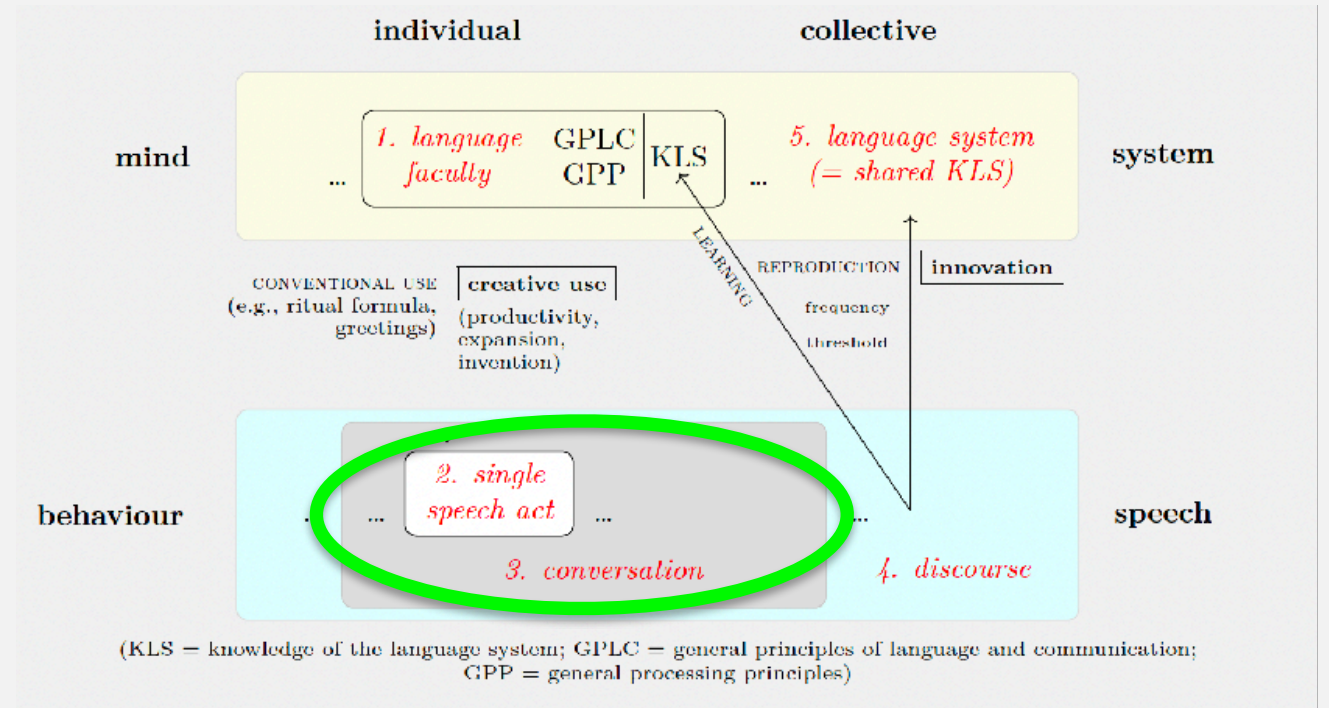 individual collective
mind
1. language faculty
GPLC
GPP
KLS
...
...
5. language system
(= shared KLS)
system
CONVENTIONAL USE
(e.g., ritual formula,
greetings)
creative use
(productivity,
expansion,
invention)
LEARNING
REPRODUCTION
frequency
threshold
innovation
behaviour
...
...
2. single
speech act
...
3. conversation
...
4. discourse
speech
(KLS = knowledge of the language system; GPLC = general principles of language and communication;
GPP = general processing principles)